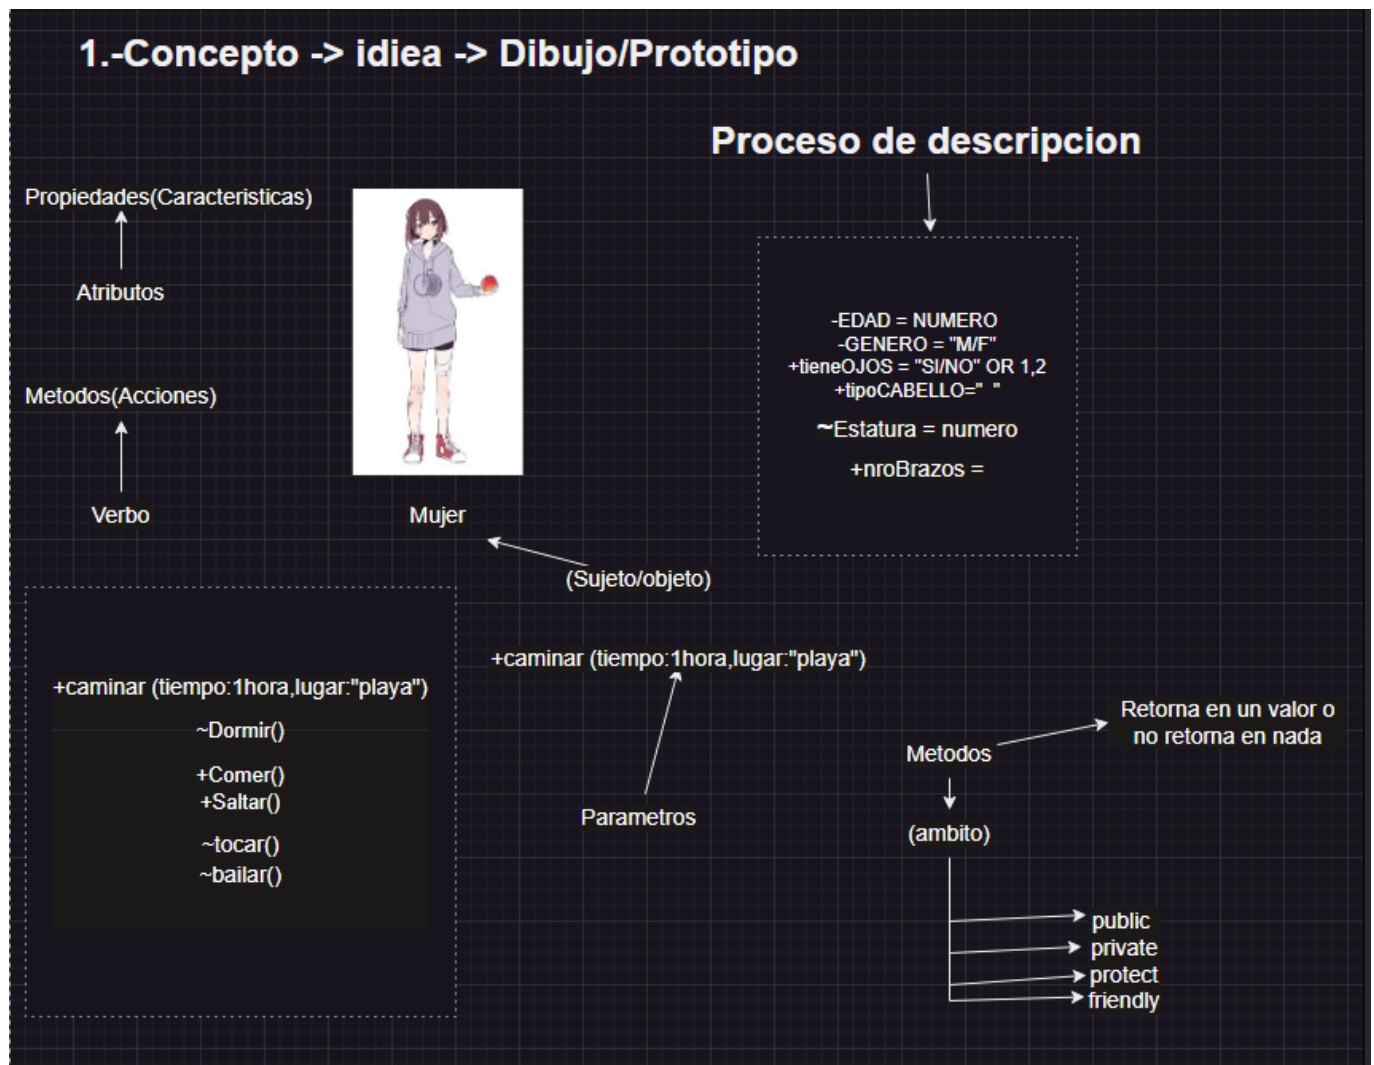 1.-Concepto -> idiea -> Dibujo/Prototipo
Proceso de descripcion
Propiedades(Caracteristicas)
Atributos
Metodos(Acciones)
Verbo
Mujer
(Sujeto/objeto)
-EDAD = NUMERO
-GENERO = "M/F"
+tieneOJOS = "SI/NO" OR 1,2
+tipoCABELLO="  "
~Estatura = numero
+nroBrazos =
+caminar (tiempo:1hora,lugar:"playa")
~Dormir()
+Comer()
+Saltar()
~tocar()
~bailar()
+caminar (tiempo:1hora,lugar:"playa")
Parametros
Retorna en un valor o
no retorna en nada
Metodos
(ambito)
public
private
protect
friendly